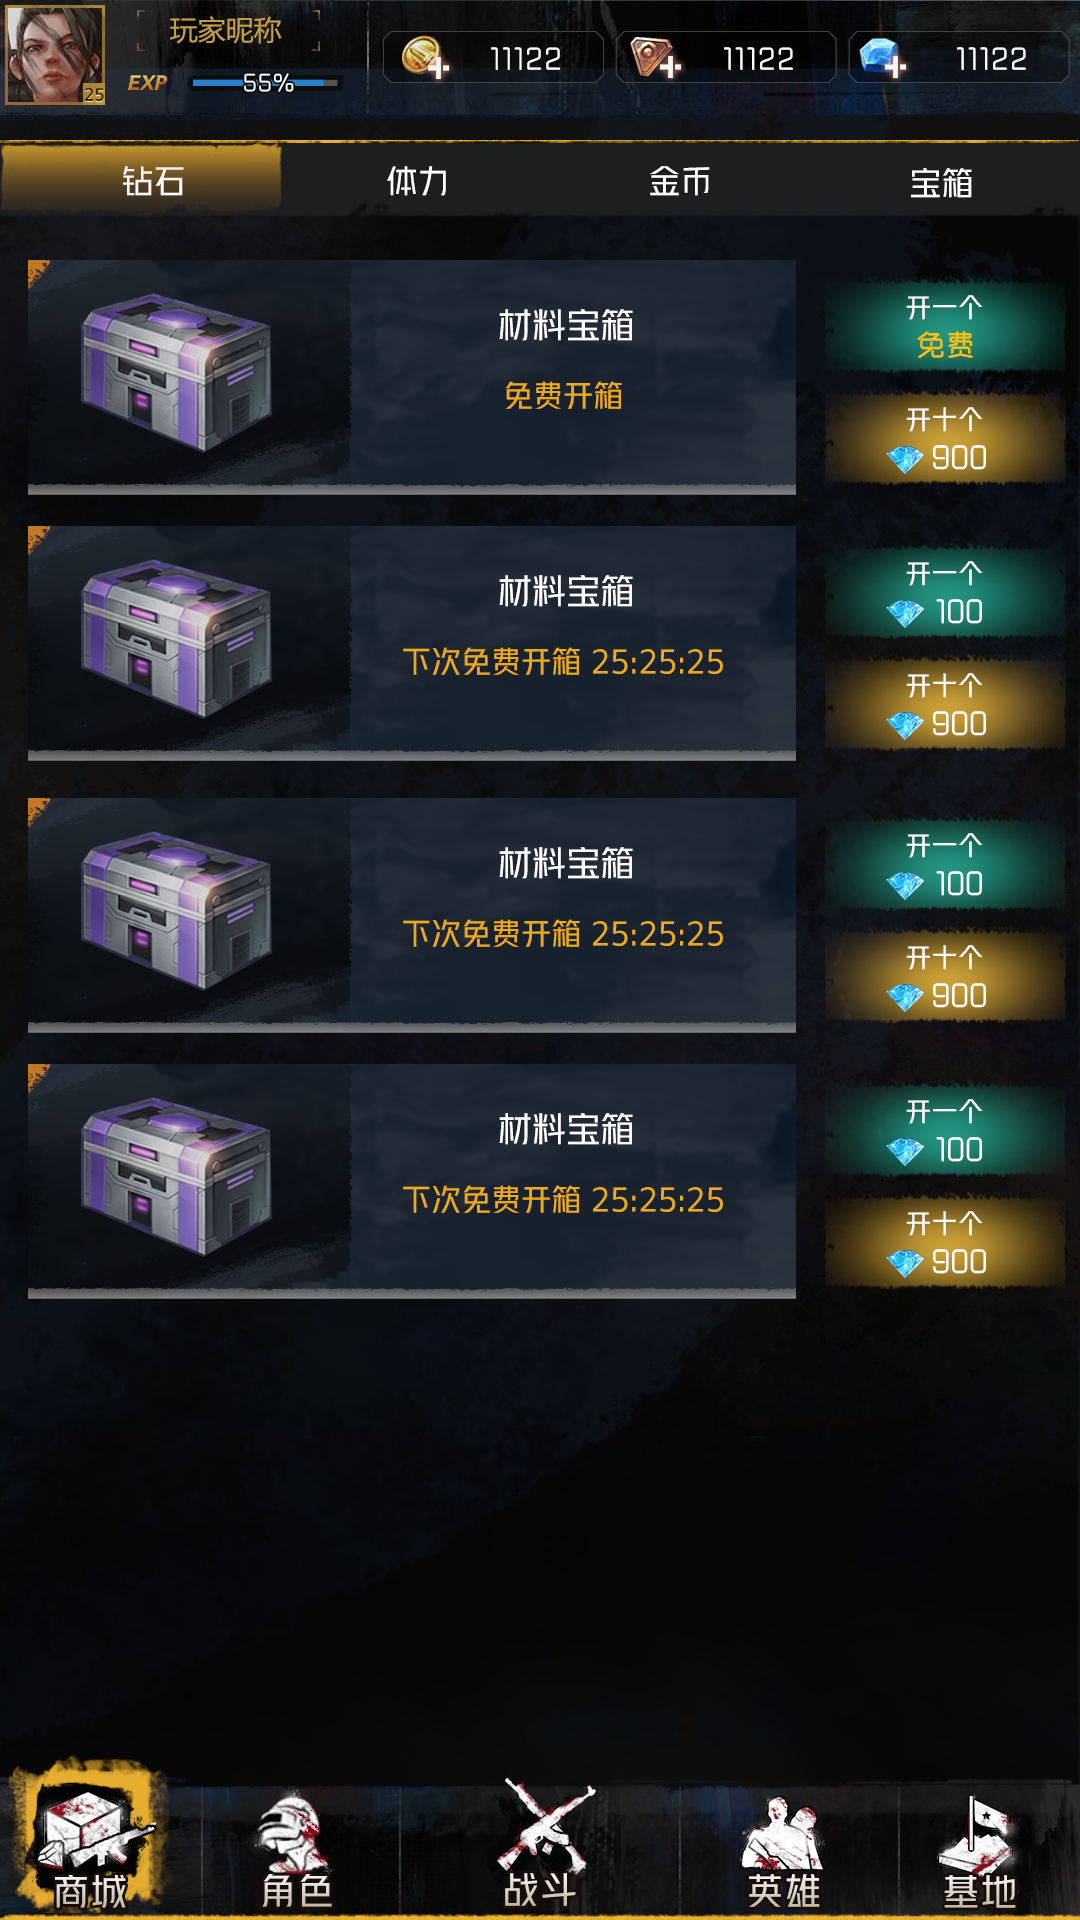 玩家昵称
25
EXP 55%
11122
11122
11122
钻石 体力 金币 宝箱
材料宝箱
免费开箱
开一个
免费
开十个
900
材料宝箱
下次免费开箱 25:25:25
开一个
100
开十个
900
材料宝箱
下次免费开箱 25:25:25
开一个
100
开十个
900
材料宝箱
下次免费开箱 25:25:25
开一个
100
开十个
900
商城 角色 战斗 英雄 基地